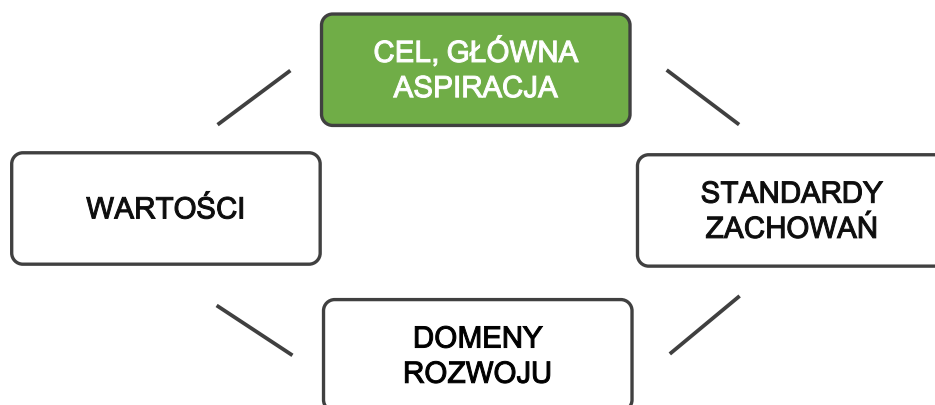 CEL, GŁÓWNA
ASPIRACJA
WARTOŚCI
STANDARDY
ZACHOWAŃ
DOMENY
ROZWOJU